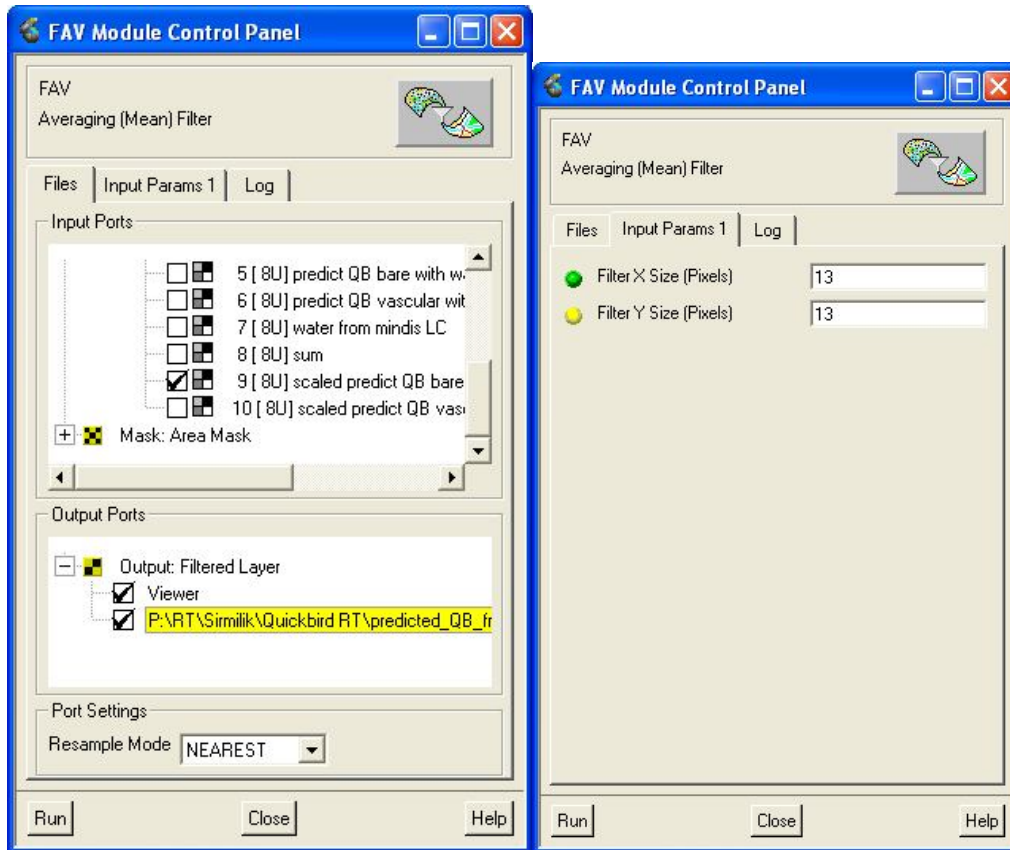 FAV Module Control Panel
FAV
Averaging (Mean) Filter
Files
Input Params 1
Log
Input Ports
5 [ 8U] predict QB bare with
6 [ 8U] predict QB vascular
7 [ 8U] water from mindis LC
8 [ 8U] sum
9 [ 8U] scaled predict QB bare
10 [ 8U] scaled predict QB
Mask: Area Mask
Output Ports
Output: Filtered Layer
Viewer
P:\RT\Sirmilik\Quickbird RT\predicted_QB_fr
Port Settings
Resample Mode
NEAREST
Run
Close
Help
FAV Module Control Panel
FAV
Averaging (Mean) Filter
Files
Input Params 1
Log
Filter X Size (Pixels)
13
Filter Y Size (Pixels)
13
Run
Close
Help